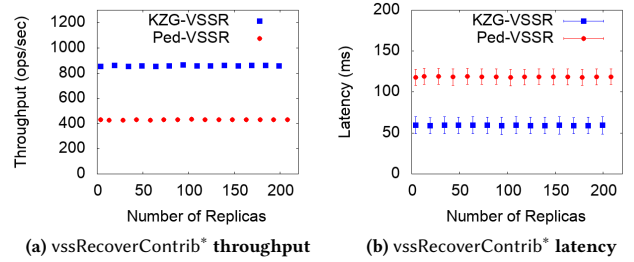 KZG-VSSR
Ped-VSSR
Throughput (ops/sec)
1200
1000
800
600
400
200
0
0 50 100 150 200
Number of Replicas
(a) vssRecoverContrib* throughput
KZG-VSSR
Ped-VSSR
Latency (ms)
200
150
100
50
0
0 50 100 150 200
Number of Replicas
(b) vssRecoverContrib* latency